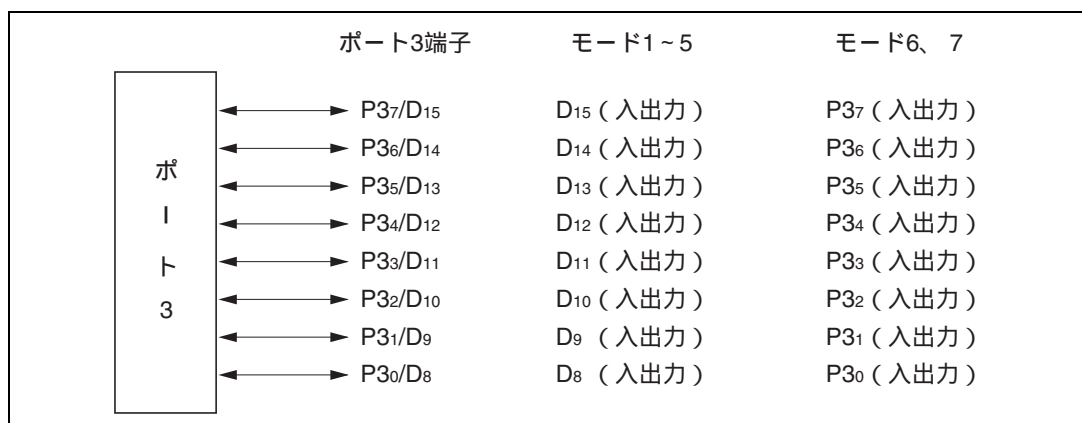 ポート3端子 モード1~5 モード6、7
P37/D15 D15(入出力) P37(入出力)
P36/D14 D14(入出力) P36(入出力)
P35/D13 D13(入出力) P35(入出力)
P34/D12 D12(入出力) P34(入出力)
P33/D11 D11(入出力) P33(入出力)
P32/D10 D10(入出力) P32(入出力)
P31/D9 D9(入出力) P31(入出力)
P30/D8 D8(入出力) P30(入出力)
ポート3